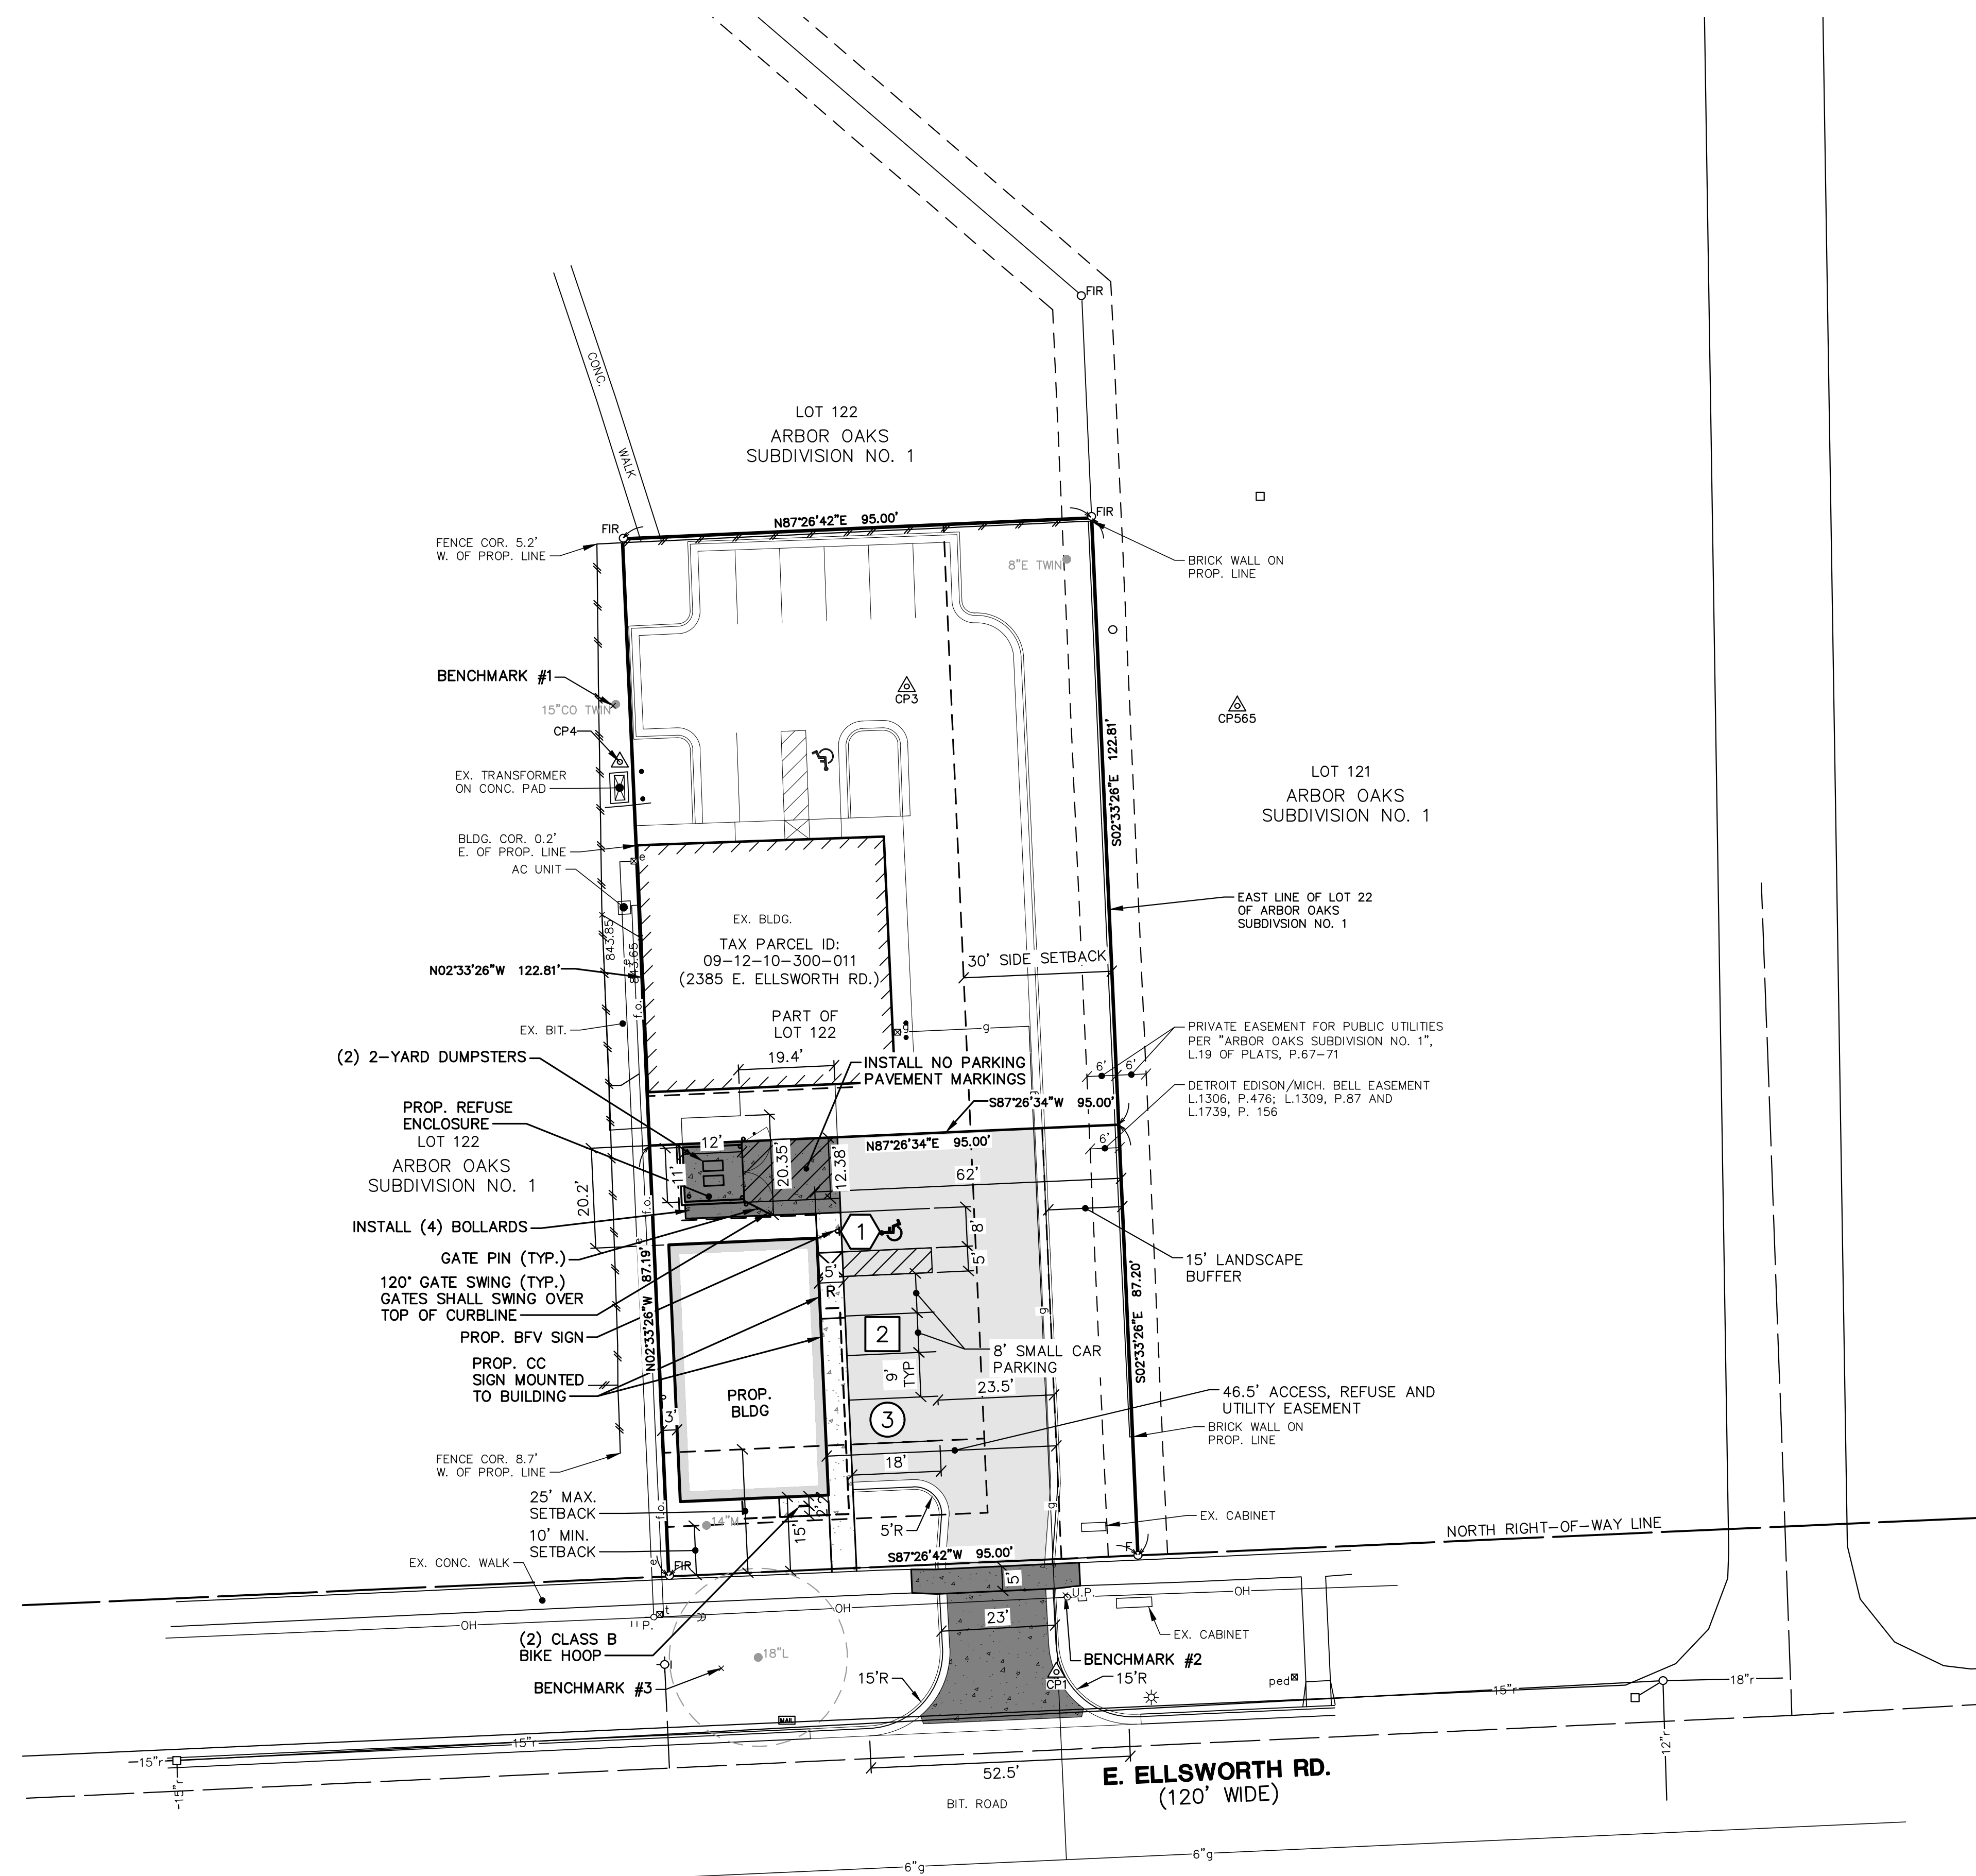 FIR
CONC.
WALK
LOT 122
ARBOR OAKS
SUBDIVISION NO. 1
FIR
N87°26'42"E 95.00'
FIR
FENCE COR. 5.2'
W. OF PROP. LINE
8"E TWIN
BRICK WALL ON
PROP. LINE
BENCHMARK #1
15"CO TWIN
CP4
CP3
CP565
S02°33'26"E 122.81'
EX. TRANSFORMER
ON CONC. PAD
LOT 121
ARBOR OAKS
SUBDIVISION NO. 1
BLDG. COR. 0.2'
E. OF PROP. LINE
e
AC UNIT
843.85
843.65
e
EX. BLDG.
TAX PARCEL ID:
09-12-10-300-011
(2385 E. ELLSWORTH RD.)
PART OF
LOT 122
EAST LINE OF LOT 22
OF ARBOR OAKS
SUBDIVSION NO. 1
30' SIDE SETBACK
N02°33'26"W 122.81'
f.o.
EX. BIT.
g
g
g
PRIVATE EASEMENT FOR PUBLIC UTILITIES
PER "ARBOR OAKS SUBDIVISION NO. 1",
L.19 OF PLATS, P.67-71
6'
6'
(2) 2-YARD DUMPSTERS
19.4'
INSTALL NO PARKING
PAVEMENT MARKINGS
DETROIT EDISON/MICH. BELL EASEMENT
L.1306, P.476; L.1309, P.87 AND
L.1739, P. 156
S87°26'34"W 95.00'
PROP. REFUSE
ENCLOSURE
LOT 122
ARBOR OAKS
SUBDIVISION NO. 1
12'
11'
20.35'
12.38'
N87°26'34"E 95.00'
6'
62'
20.2'
f.o.
e
INSTALL (4) BOLLARDS
1
8'
5'
GATE PIN (TYP.)
15' LANDSCAPE
BUFFER
120° GATE SWING (TYP.)
GATES SHALL SWING OVER
TOP OF CURBLINE
5'
R
N02°33'26"W 87.19'
S02°33'26"E 87.20'
g
PROP. BFV SIGN
2
8' SMALL CAR
PARKING
PROP. CC
SIGN MOUNTED
TO BUILDING
9'
TYP
23.5'
PROP.
BLDG
3'
3
46.5' ACCESS, REFUSE AND
UTILITY EASEMENT
BRICK WALL ON
PROP. LINE
FENCE COR. 8.7'
W. OF PROP. LINE
18'
25' MAX.
SETBACK
14"M
15'
2'
f.o.
g
5'R
EX. CABINET
10' MIN.
SETBACK
NORTH RIGHT-OF-WAY LINE
EX. CONC. WALK
e
FIR
S87°26'42"W 95.00'
F
5'
U.P.
OH
OH
OH
t
23'
EX. CABINET
(2) CLASS B
BIKE HOOP
18"L
BENCHMARK #2
BENCHMARK #3
15'R
CP1
15'R
ped
15"r
18"r
MAIL
15"r
15"r
15"r
12"r
52.5'
E. ELLSWORTH RD.
(120' WIDE)
BIT. ROAD
6"g
6"g